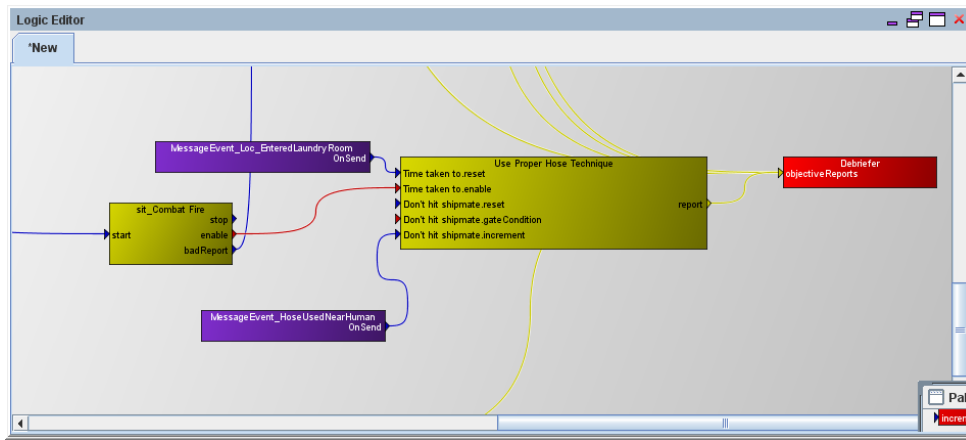 Logic Editor
*New
MessageEvent_Loc_EnteredLaundryRoom
OnSend
Use Proper Hose Technique
Time taken to.reset
Time taken to.enable
Don't hit shipmate.reset
Don't hit shipmate.gateCondition
Don't hit shipmate.increment
report
Debriefer
objectiveReports
sit_Combat Fire
stop
start
enable
badReport
MessageEvent_HoseUsedNearHuman
OnSend
Pal
increm